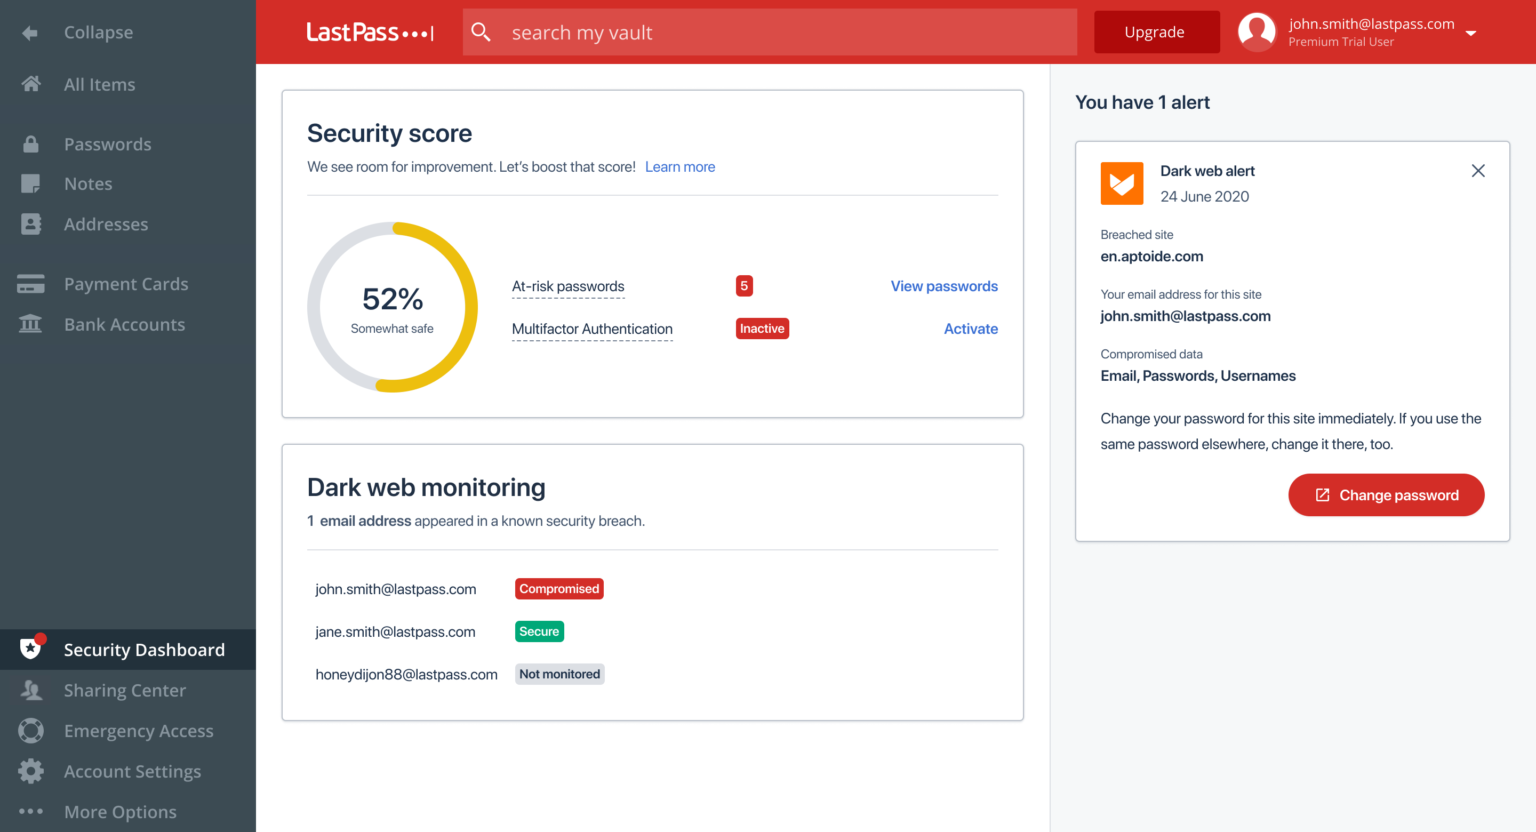 Collapse
All Items
Passwords
Notes
Addresses
Payment Cards
Bank Accounts
Security Dashboard
Sharing Center
Emergency Access
Account Settings
More Options
LastPass
search my vault
Upgrade
john.smith@lastpass.com
Premium Trial User
Security score
We see room for improvement. Let's boost that score! Learn more
52%
Somewhat safe
At-risk passwords 5 View passwords
Multifactor Authentication Inactive Activate
Dark web monitoring
1 email address appeared in a known security breach.
john.smith@lastpass.com Compromised
jane.smith@lastpass.com Secure
honeydijon88@lastpass.com Not monitored
You have 1 alert
Dark web alert
24 June 2020
Breached site
en.aptoide.com
Your email address for this site
john.smith@lastpass.com
Compromised data
Email, Passwords, Usernames
Change your password for this site immediately. If you use the
same password elsewhere, change it there, too.
Change password